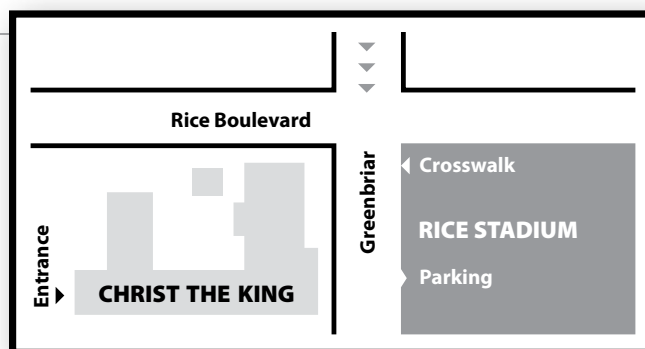 Rice Boulevard
Greenbriar
Crosswalk
RICE STADIUM
Parking
Entrance
CHRIST THE KING